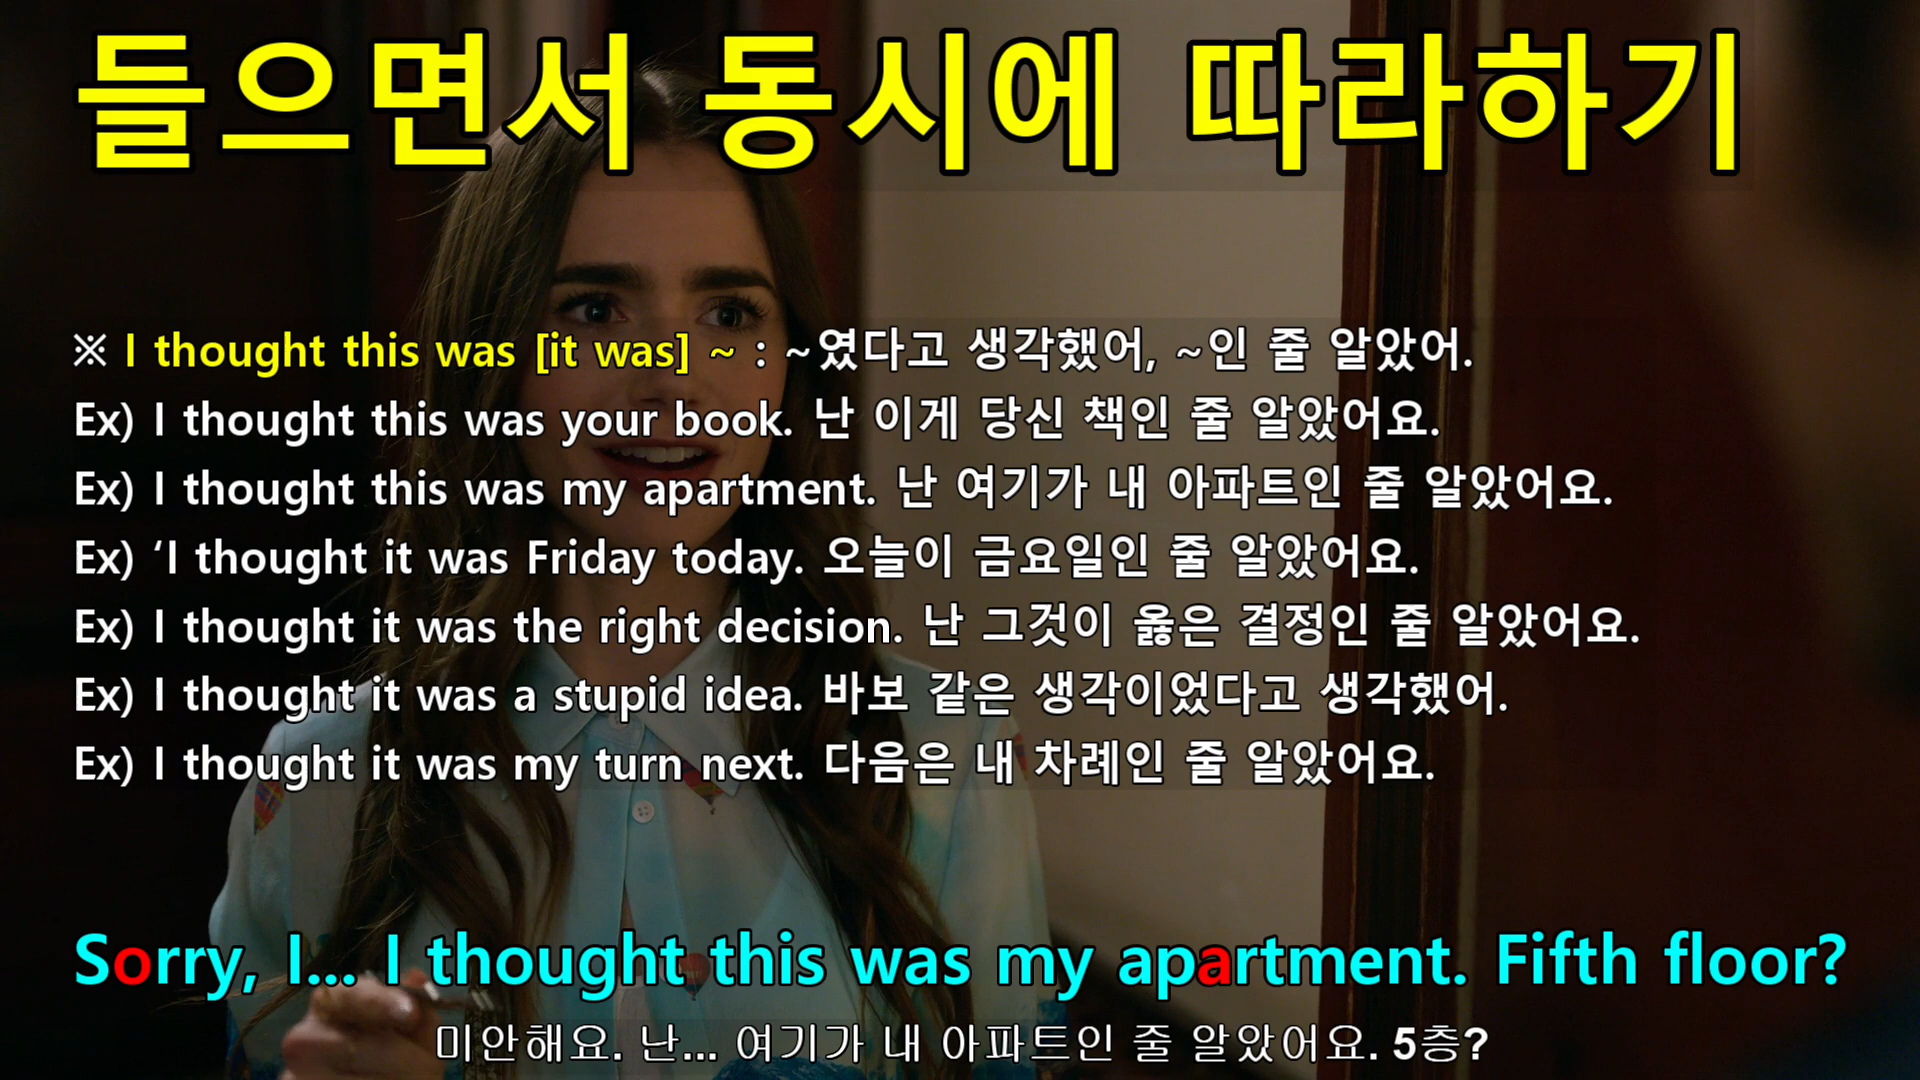 들으면서 동시에 따라하기
※ I thought this was [it was] ~ : ~였다고 생각했어, ~인 줄 알았어.
Ex) I thought this was your book. 난 이게 당신 책인 줄 알았어요.
Ex) I thought this was my apartment. 난 여기가 내 아파트인 줄 알았어요.
Ex) ‘I thought it was Friday today. 오늘이 금요일인 줄 알았어요.
Ex) I thought it was the right decision. 난 그것이 옳은 결정인 줄 알았어요.
Ex) I thought it was a stupid idea. 바보 같은 생각이었다고 생각했어.
Ex) I thought it was my turn next. 다음은 내 차례인 줄 알았어요.
Sorry, I... I thought this was my apartment. Fifth floor?
미안해요. 난... 여기가 내 아파트인 줄 알았어요. 5층?